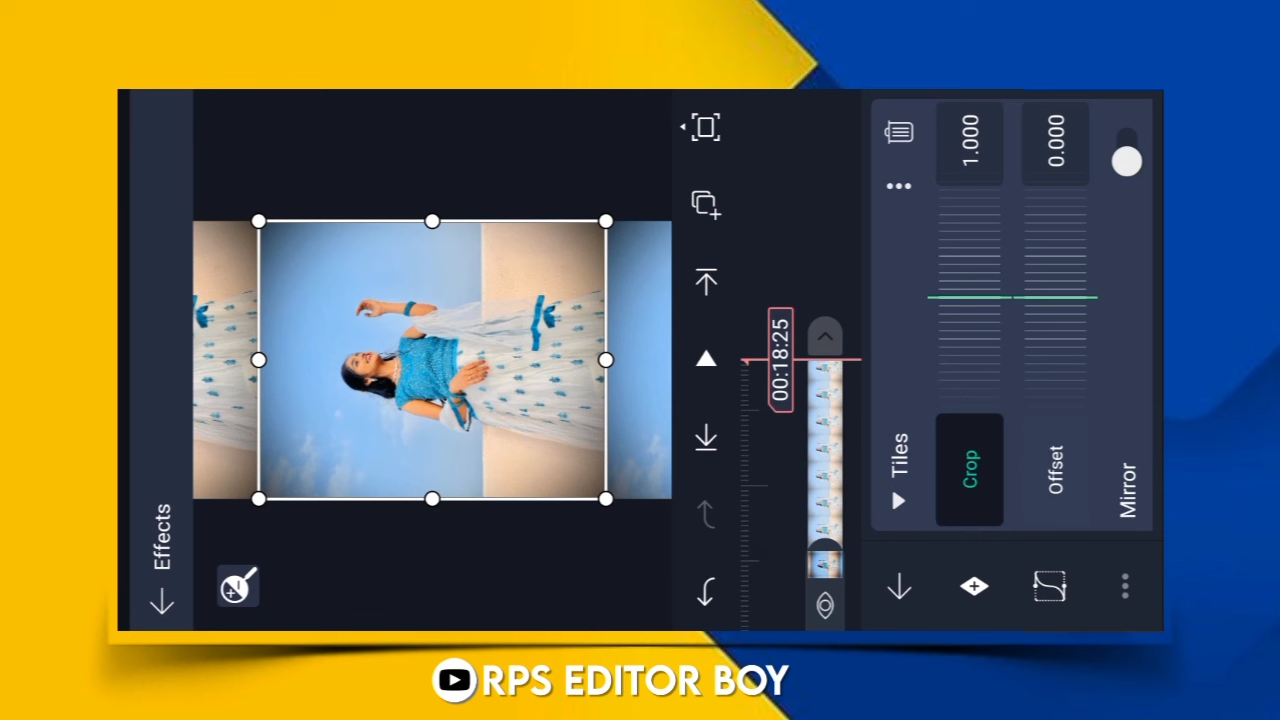 Effects
00:18:25
Tiles
Crop
1.000
Offset
0.000
Mirror
RPS EDITOR BOY